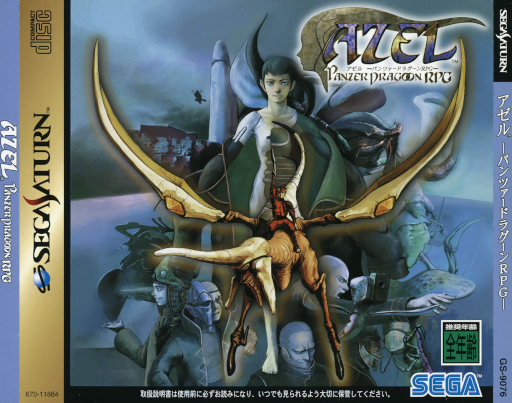 COMPACT
disc
SEGA SATURN™
AZEL PANZER DRAGOON RPG
670-11884
AZEL™
アゼル －パンツァードラグーンRPG－
PANZER DRAGOON RPG
推奨年齢
全年齢
SEGA
取扱説明書は使用前に必ずお読みになり、いつでも見られるよう大切に保管してください。
SEGA SATURN
アゼル －パンツァードラグーンRPG－
GS-9076